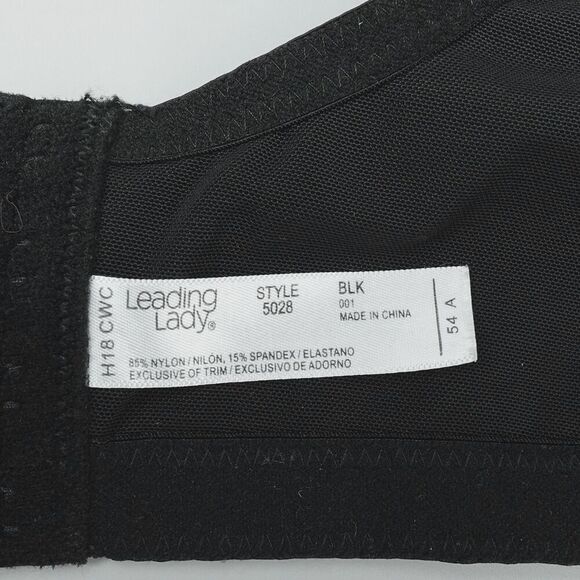 H18 CWC
Leading
Lady®
STYLE
5028
BLK
001
MADE IN CHINA
54 A
85% NYLON / NILÓN, 15% SPANDEX / ELASTANO
EXCLUSIVE OF TRIM / EXCLUSIVO DE ADORNO